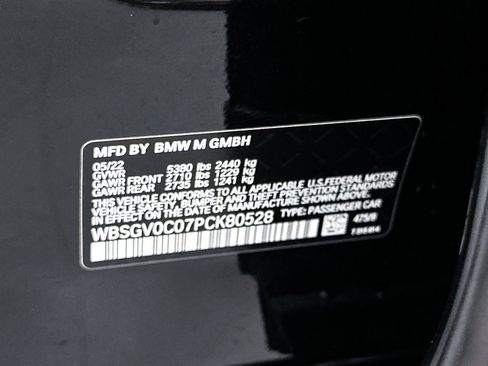 MFD BY BMW M GMBH
05/22
GVWR 5380 lbs 2440 kg
GAWR FRONT 2710 lbs 1229 kg
GAWR REAR 2735 lbs 1241 kg
THIS VEHICLE CONFORMS TO ALL APPLICABLE U.S.FEDERAL MOTOR
VEHICLE SAFETY, BUMPER AND THEFT PREVENTION STANDARDS IN
EFFECT ON THE DATE OF MANUFACTURE SHOWN ABOVE.
WBSGV0C07PCK80528 TYPE: PASSENGER CAR
475/9